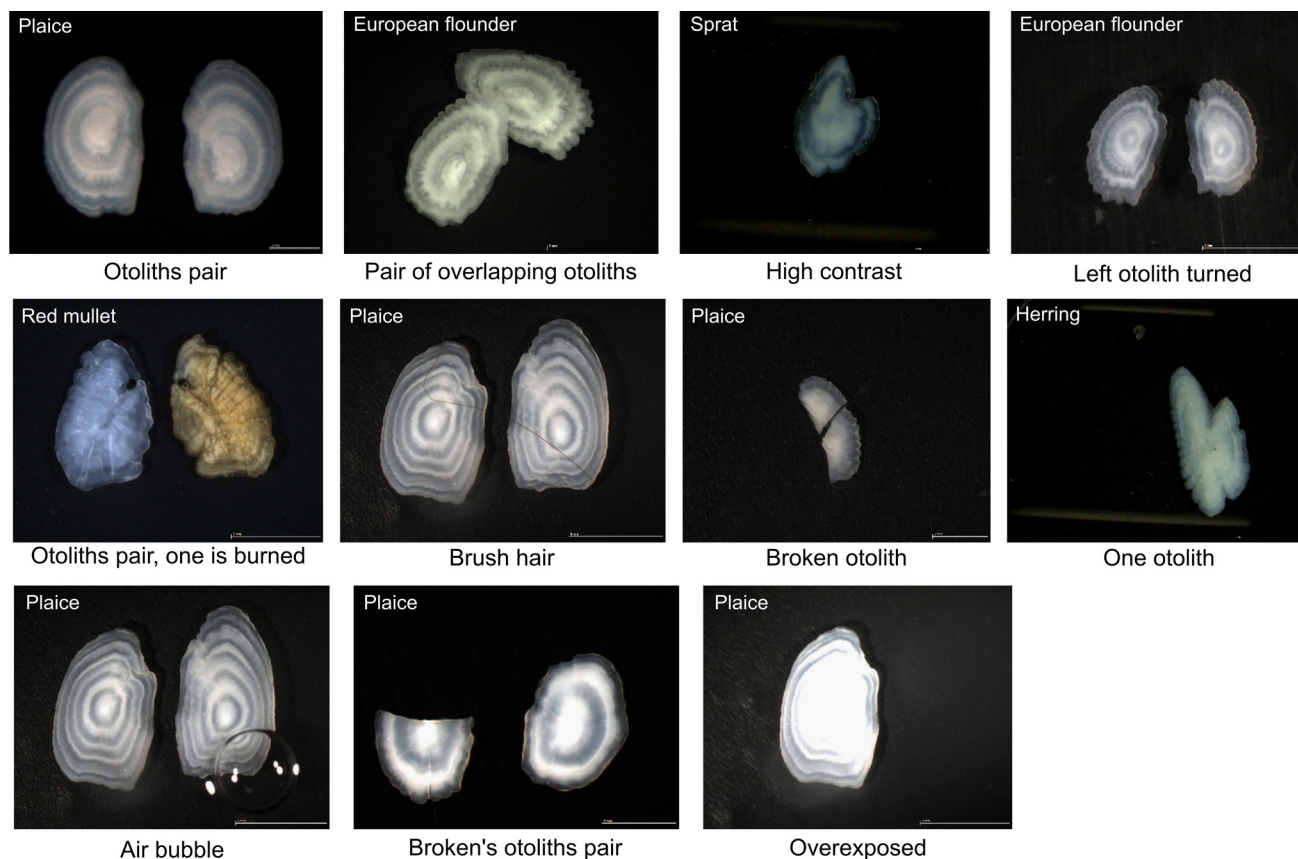 Plaice
European flounder
Sprat
European flounder
Otoliths pair
Pair of overlapping otoliths
High contrast
Left otolith turned
Red mullet
Plaice
Plaice
Herring
Otoliths pair, one is burned
Brush hair
Broken otolith
One otolith
Plaice
Plaice
Plaice
Air bubble
Broken's otoliths pair
Overexposed